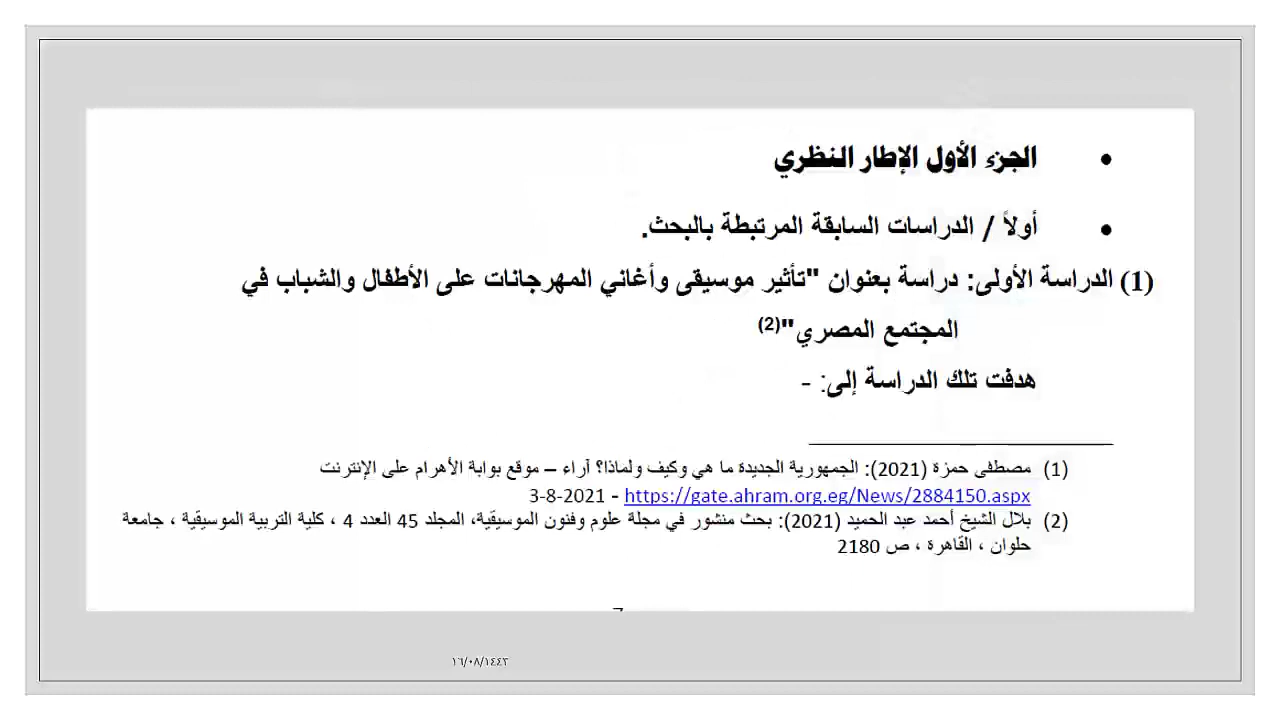 • الجزء الأول الإطار النظري
• أولاً / الدراسات السابقة المرتبطة بالبحث.
(1) الدراسة الأولى: دراسة بعنوان "تأثير موسيقى وأغاني المهرجانات على الأطفال والشباب في
المجتمع المصري"(2)
هدفت تلك الدراسة إلى: -
(1) مصطفى حمزة (2021): الجمهورية الجديدة ما هي وكيف ولماذا؟ آراء – موقع بوابة الأهرام على الإنترنت
https://gate.ahram.org.eg/News/2884150.aspx - 3-8-2021
(2) بلال الشيخ أحمد عبد الحميد (2021): بحث منشور في مجلة علوم وفنون الموسيقية، المجلد 45 العدد 4 ، كلية التربية الموسيقية ، جامعة
حلوان ، القاهرة ، ص 2180
١٦/٠٨/١٤٤٣